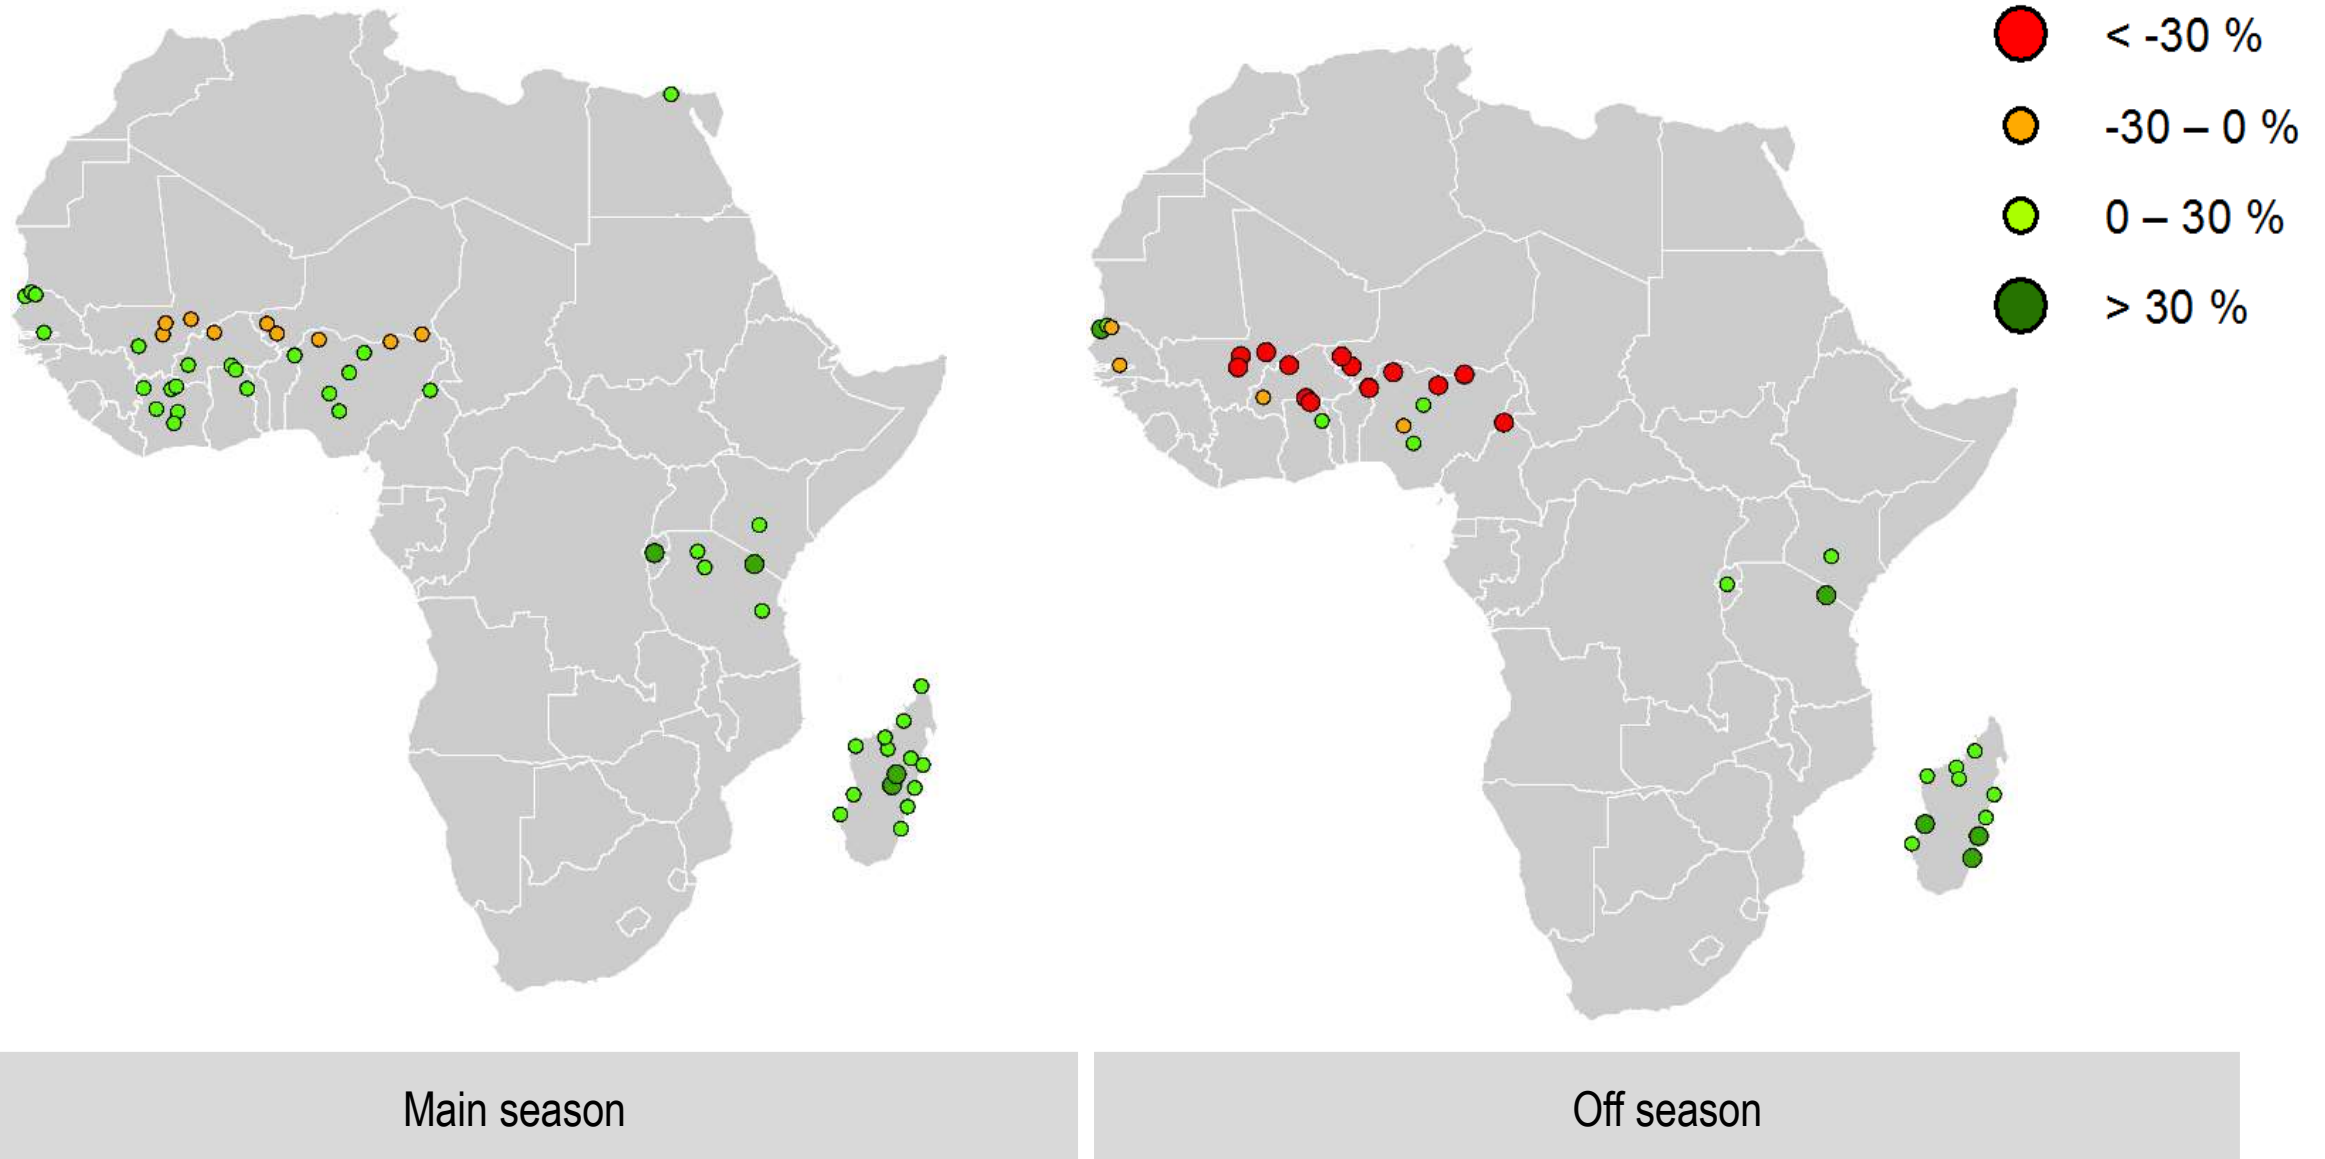 < -30 %
-30 – 0 %
0 – 30 %
> 30 %
Main season
Off season